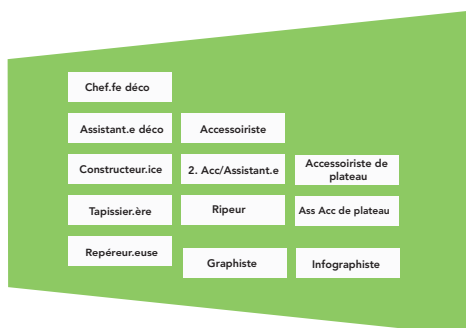 Chef.fe déco
Assistant.e déco
Accessoiriste
Constructeur.ice
2. Acc/Assistant.e
Accessoiriste de
plateau
Tapissier.ère
Ripeur
Ass Acc de plateau
Repéreur.euse
Graphiste
Infographiste